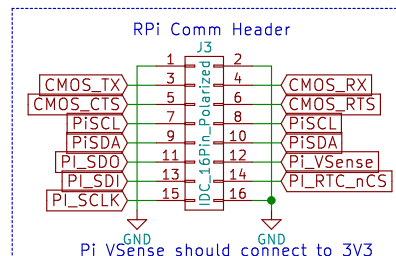 RPi Comm Header
J3
1 2
CMOS_TX 3 4 CMOS_RX
CMOS_CTS 5 6 CMOS_RTS
PiSCL 7 8 PiSCL
PiSDA 9 10 PiSDA
PI_SDO 11 12 Pi_VSense
PI_SDI 13 14 PI_RTC_nCS
PI_SCLK 15 16
IDC_16Pin_Polarized
GND GND
Pi VSense should connect to 3V3